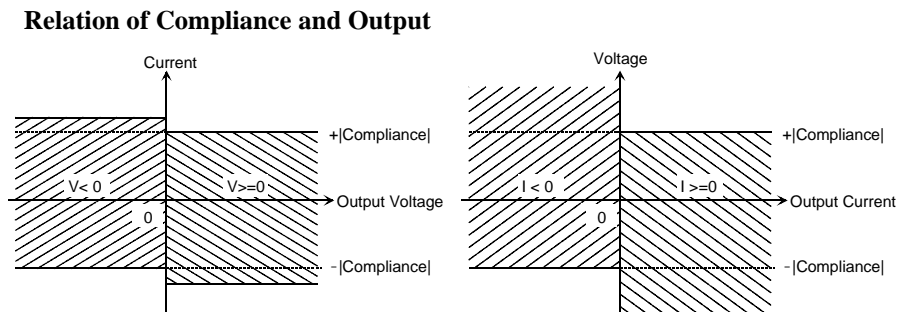 Relation of Compliance and Output
Current
+|Compliance|
V< 0
V>=0
Output Voltage
0
-|Compliance|
Voltage
+|Compliance|
I < 0
I >=0
Output Current
0
-|Compliance|